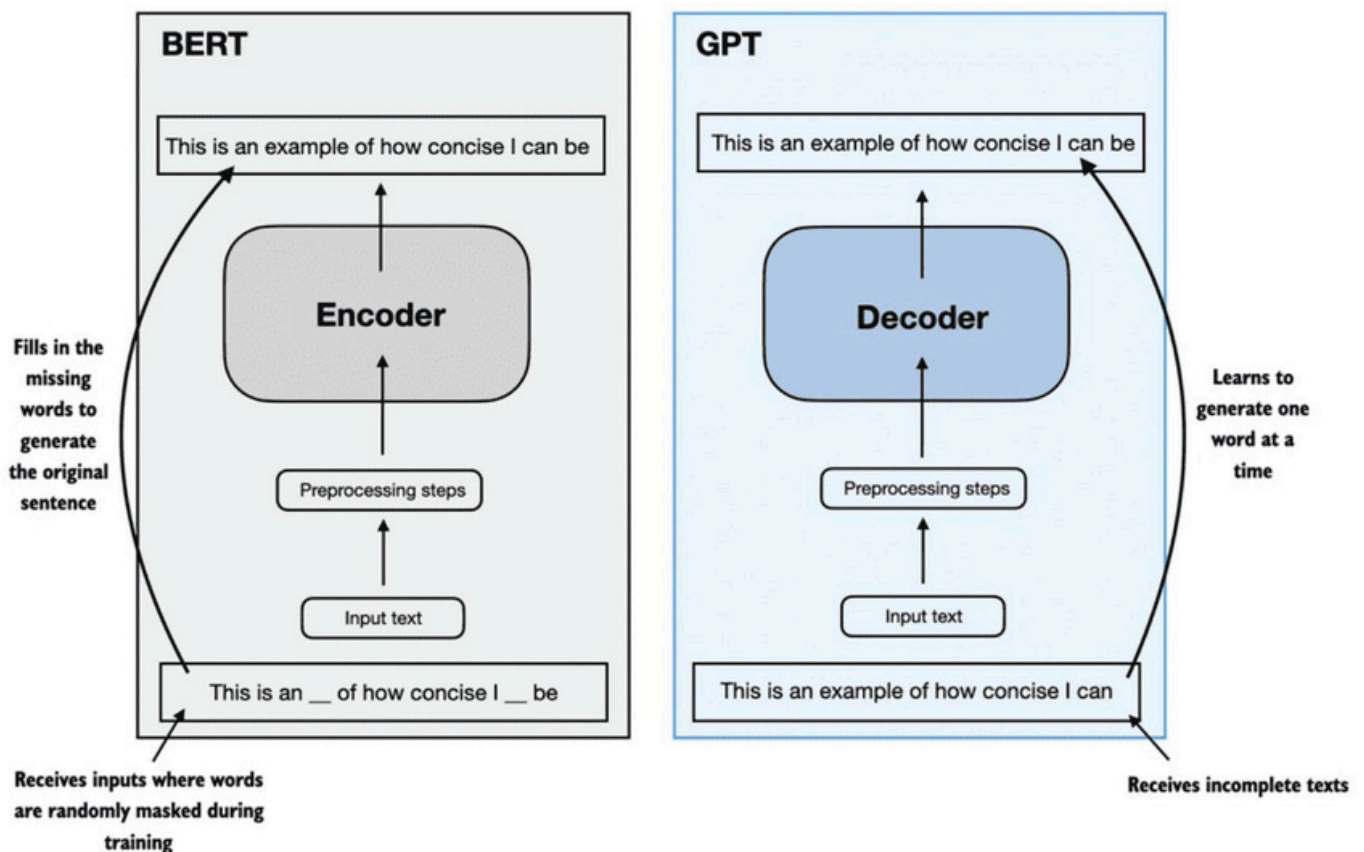 BERT
This is an example of how concise I can be
Encoder
Preprocessing steps
Input text
This is an __ of how concise I __ be
Fills in the
missing
words to
generate
the original
sentence
Receives inputs where words
are randomly masked during
training
GPT
This is an example of how concise I can be
Decoder
Preprocessing steps
Input text
This is an example of how concise I can
Learns to
generate one
word at a
time
Receives incomplete texts